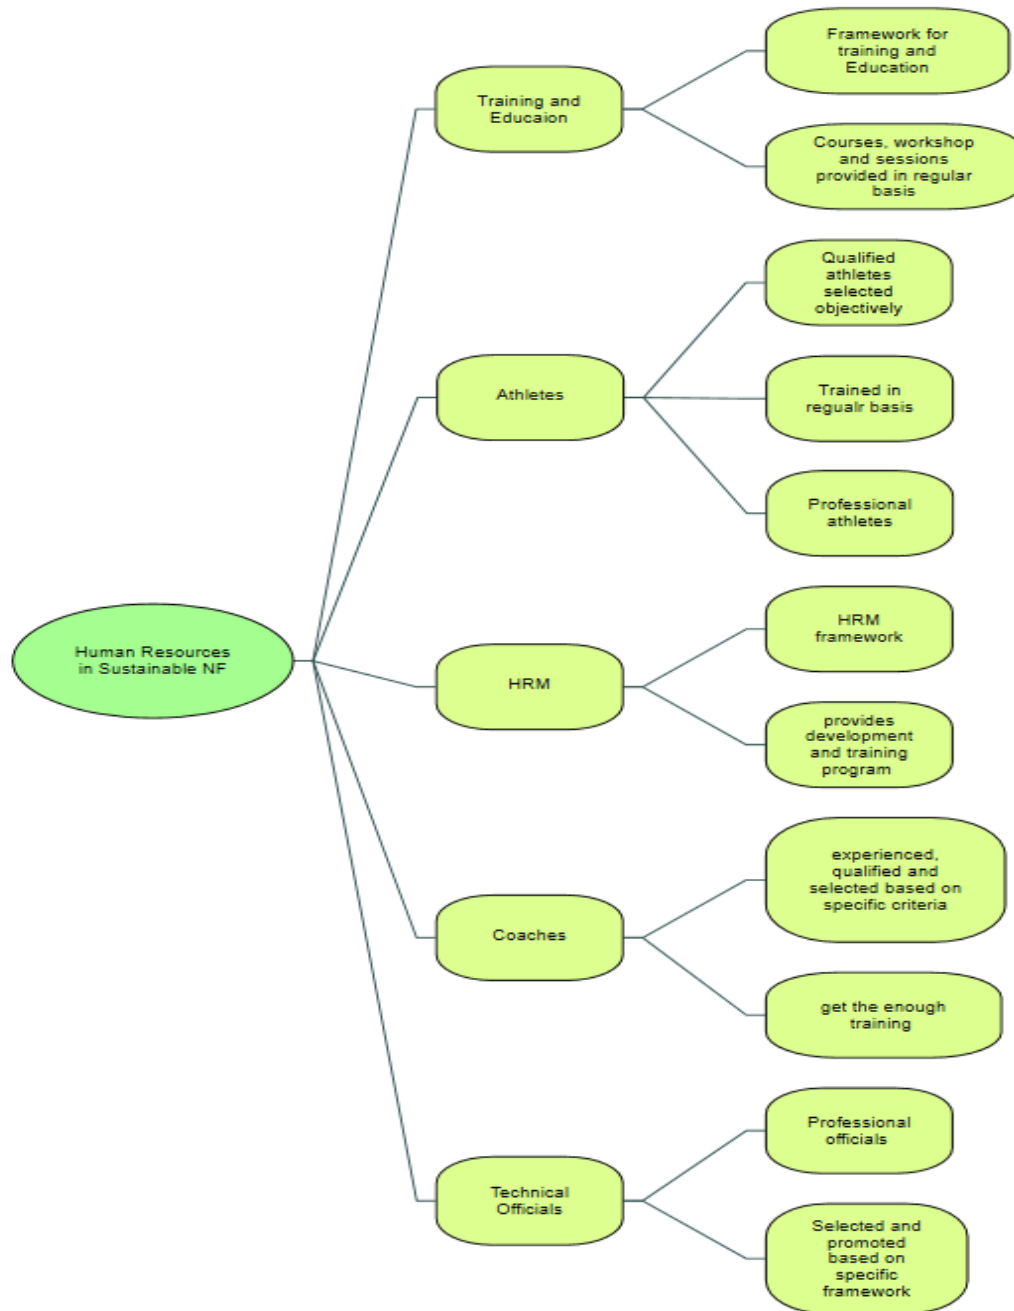 Framework for
training and
Education
Training and
Educaion
Courses, workshop
and sessions
provided in regular
basis
Qualified
athletes
selected
objectively
Athletes
Trained in
regualr basis
Professional
athletes
HRM
framework
Human Resources
in Sustainable NF
HRM
provides
development
and training
program
experienced,
qualified and
selected based on
specific criteria
Coaches
get the enough
training
Professional
officials
Technical
Officials
Selected and
promoted
based on
specific
framework